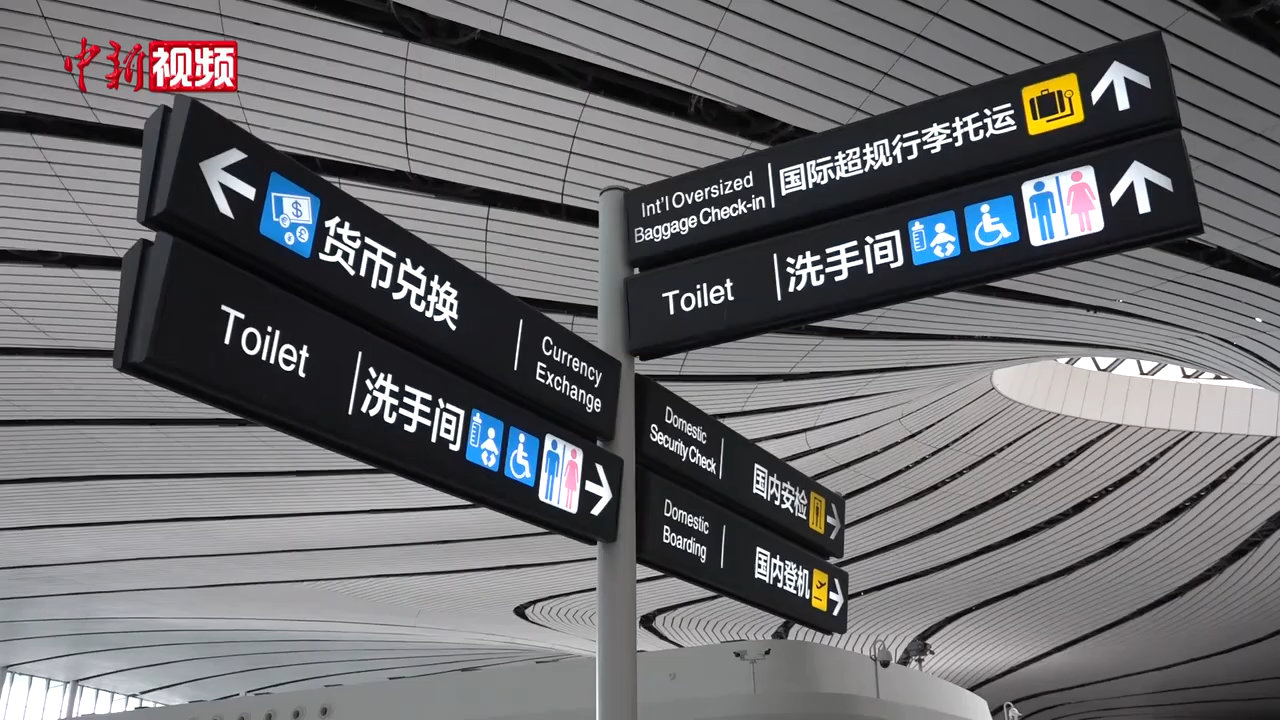 中新视频
Int'l Oversized
Baggage Check-in
国际超规行李托运
Toilet
洗手间
货币兑换
Currency
Exchange
Toilet
洗手间
Domestic
Security Check
国内安检
Domestic
Boarding
国内登机